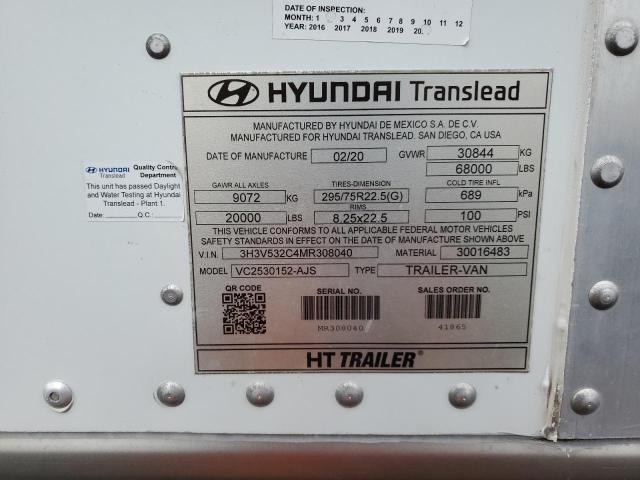 DATE OF INSPECTION:
MONTH: 1 3 4 5 6 7 8 9 10 11 12
YEAR: 2016 2017 2018 2019
HYUNDAI Translead
MANUFACTURED BY HYUNDAI DE MEXICO S.A. DE C.V.
MANUFACTURED FOR HYUNDAI TRANSLEAD. SAN DIEGO, CA USA
DATE OF MANUFACTURE 02/20 GVWR 30844 KG
68000 LBS
GAWR ALL AXLES TIRES-DIMENSION COLD TIRE INFL
9072 KG 295/75R22.5(G) 689 kPa
RIMS
20000 LBS 8.25x22.5 100 PSI
THIS VEHICLE CONFORMS TO ALL APPLICABLE FEDERAL MOTOR VEHICLES
SAFETY STANDARDS IN EFFECT ON THE DATE OF MANUFACTURE SHOWN ABOVE
V.I.N. 3H3V532C4MR308040 MATERIAL 30016483
MODEL VC2530152-AJS TYPE TRAILER-VAN
QR CODE SERIAL NO. SALES ORDER NO.
MR308040 41865
HT TRAILER®
HYUNDAI Translead Quality Control Department
This unit has passed Daylight
and Water Testing at Hyundai
Translead - Plant 1.
Date: Q.C.: